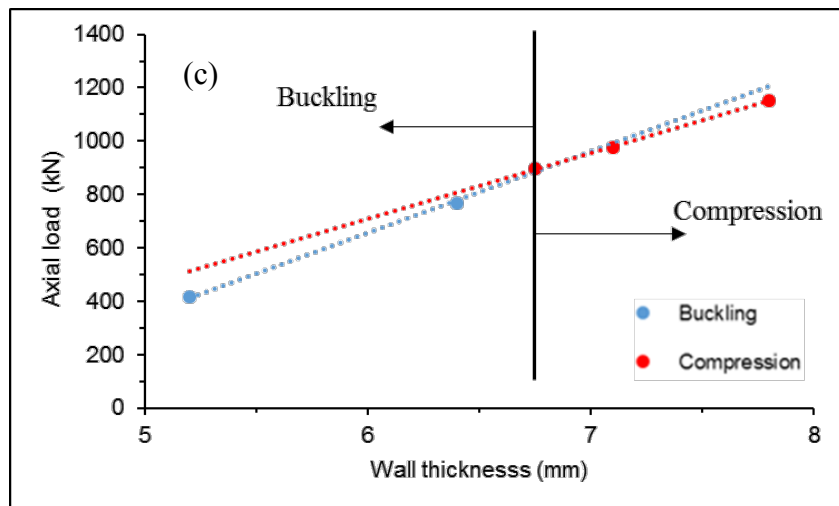 (c)
1400
1200
1000
800
600
400
200
0
Axial load (kN)
Buckling
Compression
Buckling
Compression
5
6
7
8
Wall thicknesss (mm)